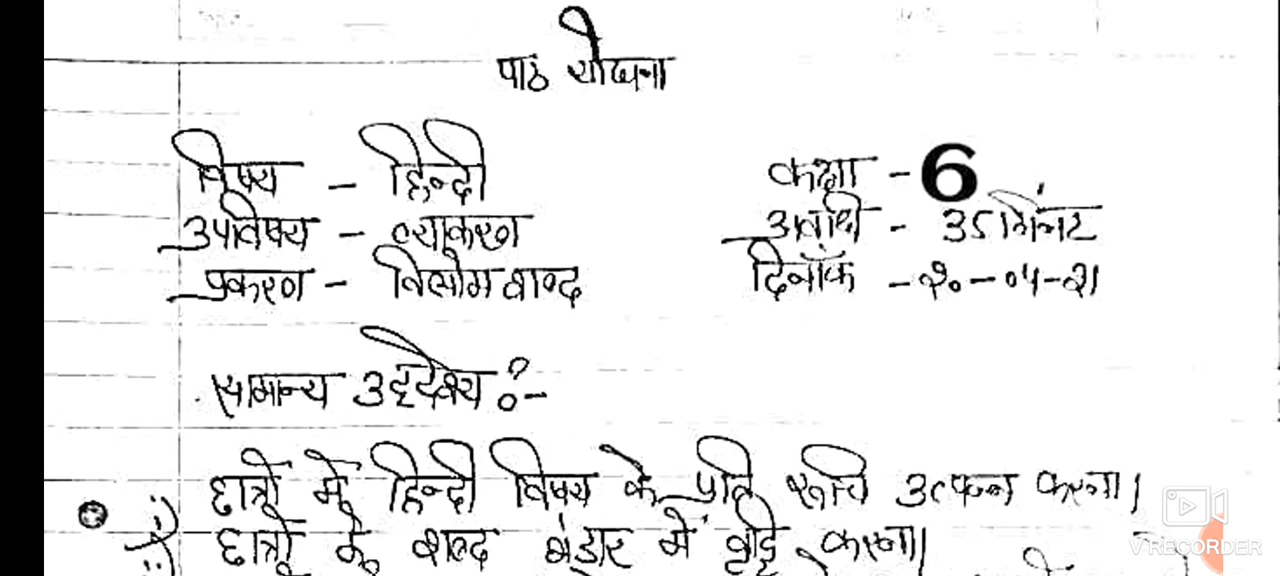 पाठ योजना
विषय - हिन्दी कक्षा - 6
उपविषय - व्याकरण अवधि - 35 मिंनट
प्रकरण - विलोम शब्द दिनाँक - २०-०५-२१
सामान्य उद्देश्य :-
छात्रों में हिन्दी विषय के प्रति रूचि उत्पन्न करना।
छात्रों के शब्द भंडार में वृद्धि करना।
VRECORDER